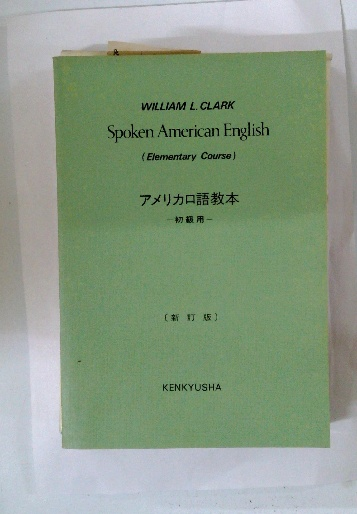 WILLIAM L. CLARK
Spoken American English
(Elementary Course)
アメリカ口語教本
—初級用—
〔新訂版〕
KENKYUSHA